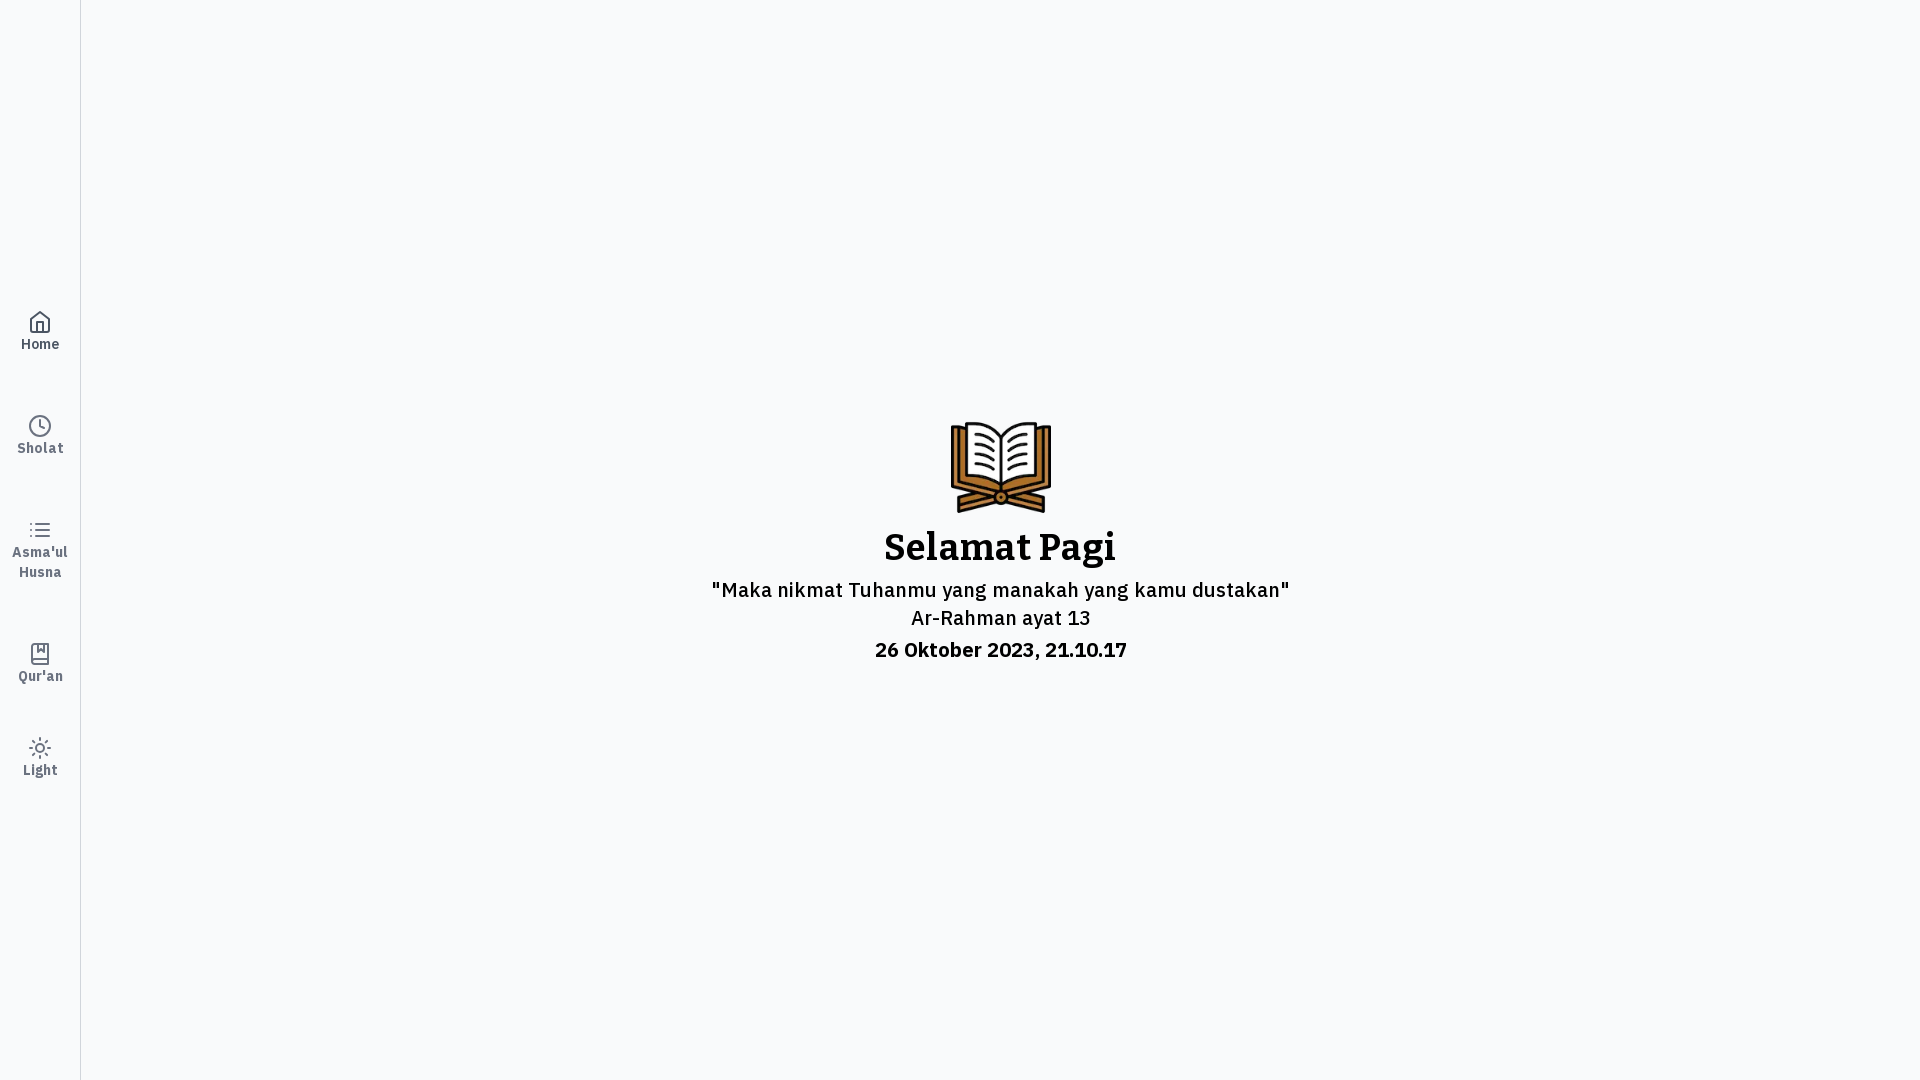 Home
Sholat
Asma'ul
Husna
Qur'an
Light
Selamat Pagi
"Maka nikmat Tuhanmu yang manakah yang kamu dustakan"
Ar-Rahman ayat 13
26 Oktober 2023, 21.10.17